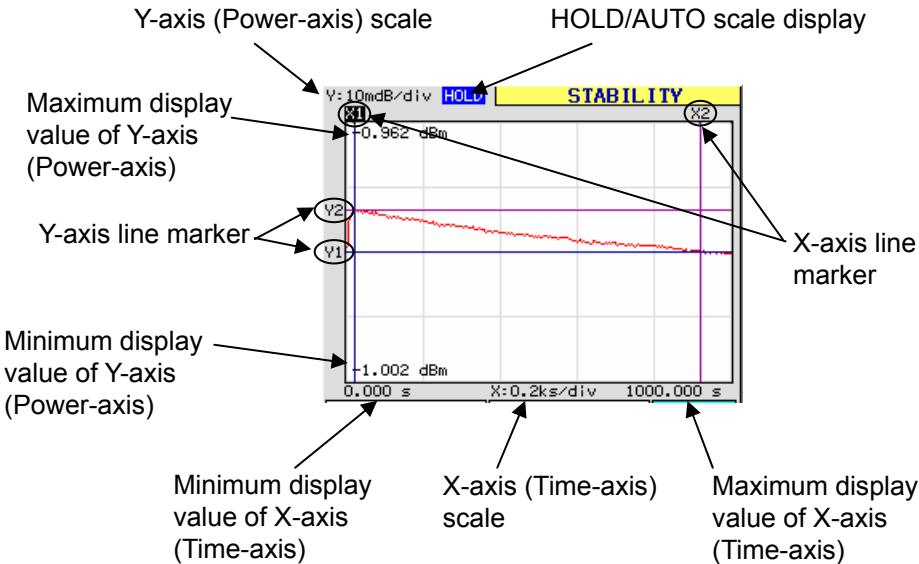 Y-axis (Power-axis) scale
HOLD/AUTO scale display
Y:10mdB/div HOLD STABILITY
Maximum display
value of Y-axis
(Power-axis)
X1 X2
-0.962 dBm
Y2
Y-axis line marker
Y1
X-axis line
marker
Minimum display
value of Y-axis
(Power-axis)
-1.002 dBm
0.000 s X:0.2ks/div 1000.000 s
Minimum display
value of X-axis
(Time-axis)
X-axis (Time-axis)
scale
Maximum display
value of X-axis
(Time-axis)